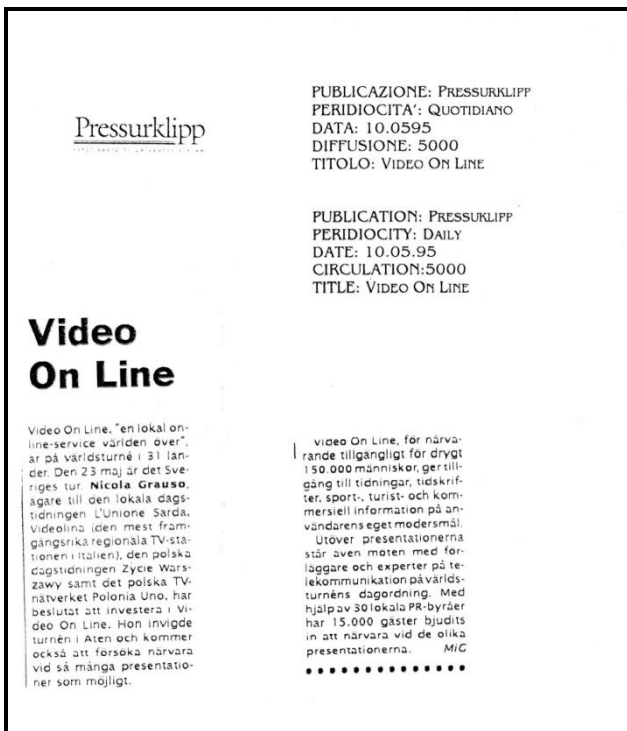 Pressurklipp
PUBLICAZIONE: PRESSURKLIPP
PERIDIOCITA': QUOTIDIANO
DATA: 10.0595
DIFFUSIONE: 5000
TITOLO: VIDEO ON LINE
PUBLICATION: PRESSUKLIPP
PERIDIOCITY: DAILY
DATE: 10.05.95
CIRCULATION:5000
TITLE: VIDEO ON LINE
Video
On Line
Video On Line, "en lokal on-
line-service världen över",
är på världsturné i 31 län-
der. Den 23 maj är det Sve-
riges tur. Nicola Grauso,
ägare till den lokala dags-
tidningen L'Unione Sarda,
Videolina (den mest fram-
gångsrika regionala TV-sta-
tionen i Italien), den polska
dagstidningen Zycie Wars-
zawy samt det polska TV-
nätverket Polonia Uno, har
beslutat att investera i Vi-
deo On Line. Hon invigde
turnén i Aten och kommer
också att försöka närvara
vid så många presentatio-
ner som möjligt.
Video On Line, för närva-
rande tillgängligt för drygt
150.000 människor, ger till-
gång till tidningar, tidskrif-
ter, sport-, turist- och kom-
mersiell information på an-
vändarens eget modersmål.
Utöver presentationerna
står även möten med för-
läggare och experter på te-
lekommunikation på världs-
turnéns dagordning. Med
hjälp av 30 lokala PR-byråer
har 15.000 gäster bjudits
in att närvara vid de olika
presentationerna. MiG